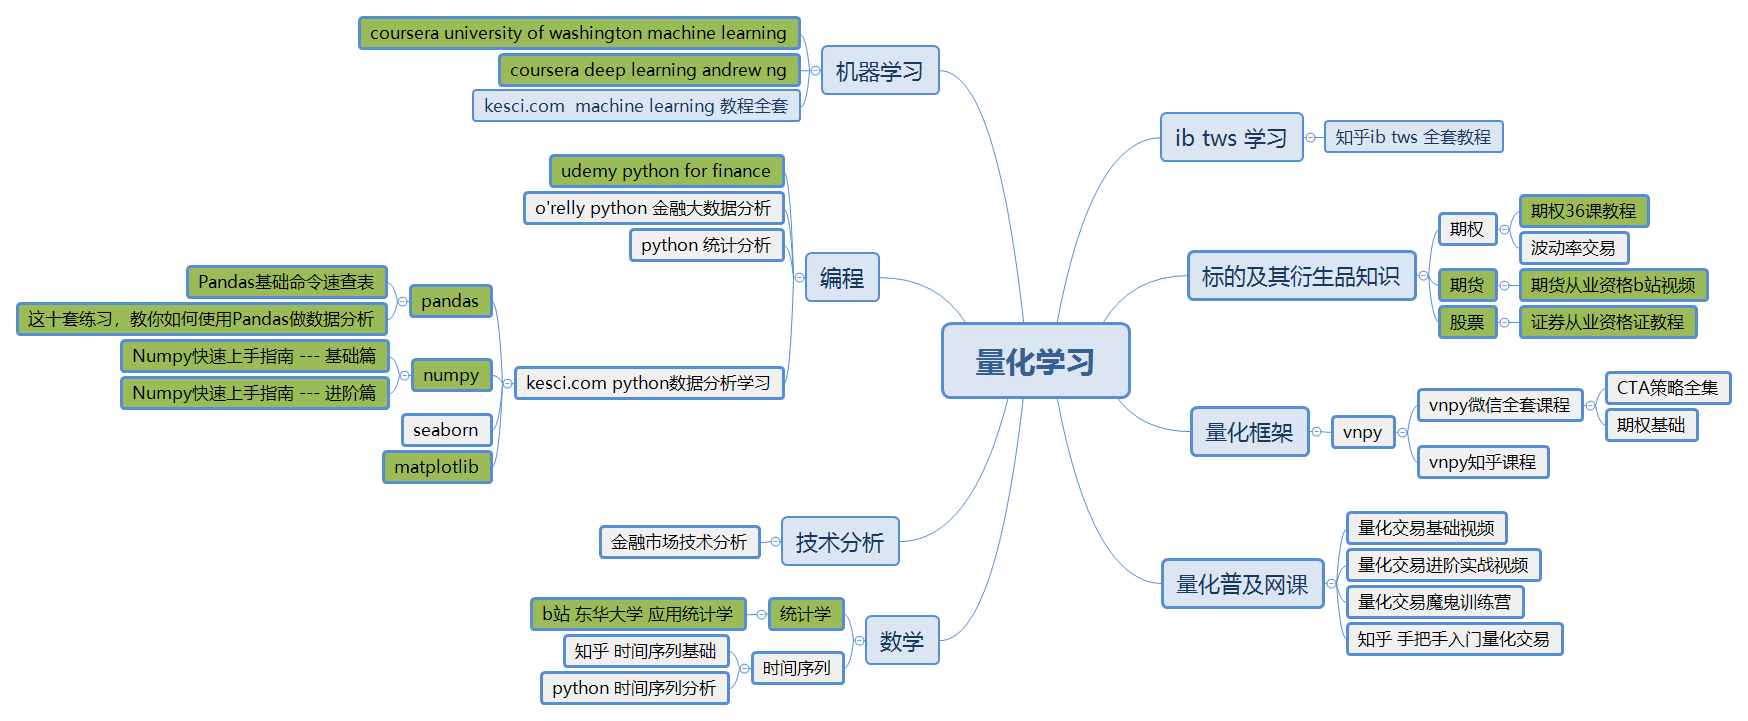 量化学习
机器学习
coursera university of washington machine learning
coursera deep learning andrew ng
kesci.com machine learning 教程全套
编程
udemy python for finance
o'relly python 金融大数据分析
python 统计分析
kesci.com python数据分析学习
pandas
Pandas基础命令速查表
这十套练习，教你如何使用Pandas做数据分析
numpy
Numpy快速上手指南 --- 基础篇
Numpy快速上手指南 --- 进阶篇
seaborn
matplotlib
技术分析
金融市场技术分析
数学
统计学
b站 东华大学 应用统计学
时间序列
知乎 时间序列基础
python 时间序列分析
ib tws 学习
知乎ib tws 全套教程
标的及其衍生品知识
期权
期权36课教程
波动率交易
期货
期货从业资格b站视频
股票
证券从业资格证教程
量化框架
vnpy
vnpy微信全套课程
CTA策略全集
期权基础
vnpy知乎课程
量化普及网课
量化交易基础视频
量化交易进阶实战视频
量化交易魔鬼训练营
知乎 手把手入门量化交易